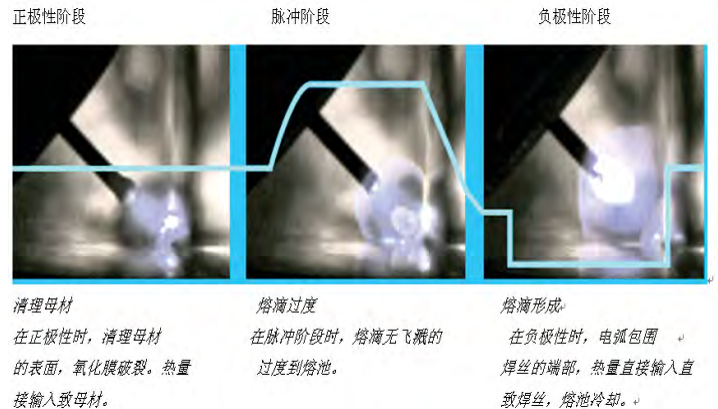 正极性阶段
脉冲阶段
负极性阶段
清理母材
在正极性时，清理母材
的表面，氧化膜破裂。热量
接输入致母材。
熔滴过度
在脉冲阶段时，熔滴无飞溅的
过度到熔池。
熔滴形成
在负极性时，电弧包围
焊丝的端部，热量直接输入直
致焊丝，熔池冷却。